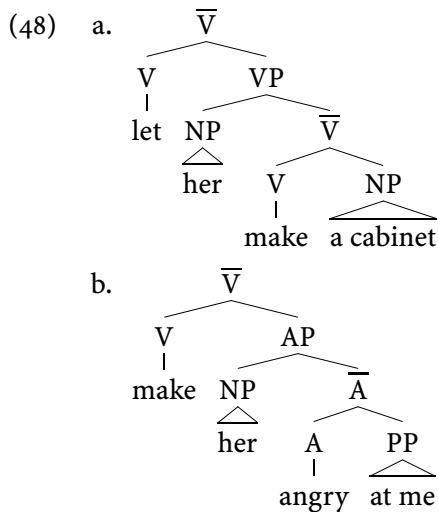 (48) a. V̅
V VP
let NP V̅
her V NP
make a cabinet
b. V̅
V AP
make NP A̅
her A PP
angry at me